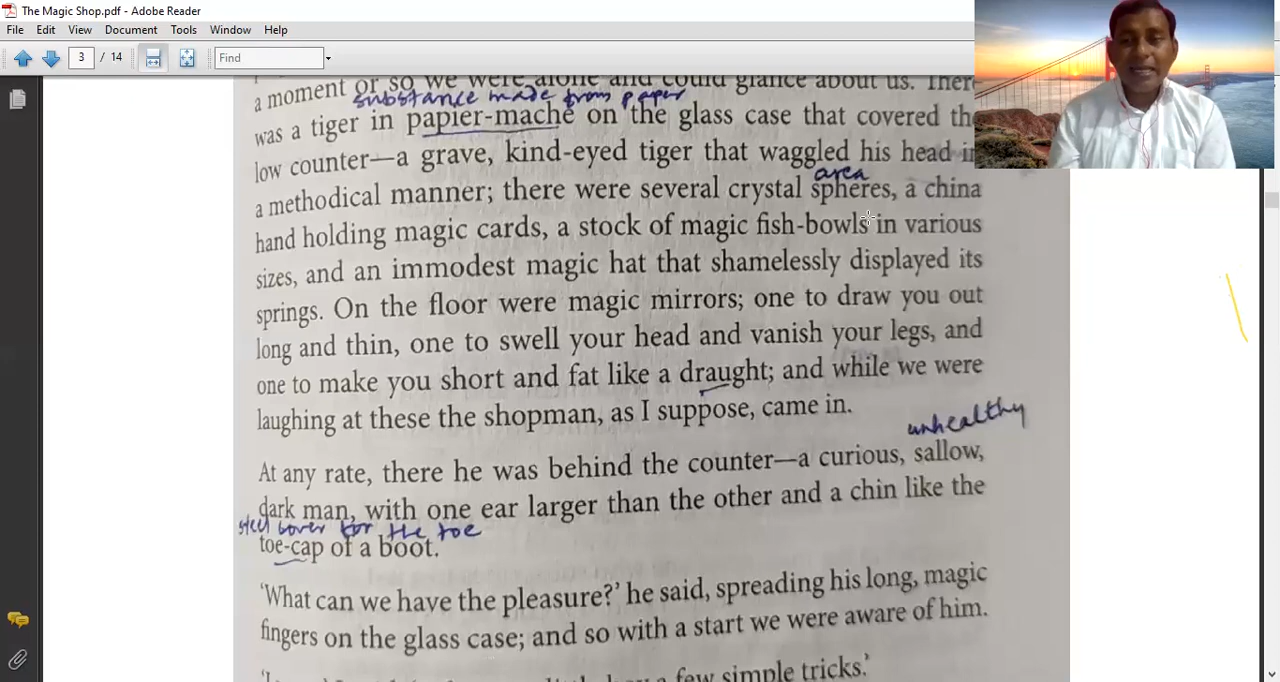 The Magic Shop.pdf - Adobe Reader
File Edit View Document Tools Window Help
3 / 14 Find
a moment or so we were alone and could glance about us. There
substance made from paper
was a tiger in papier-mache on the glass case that covered the
low counter—a grave, kind-eyed tiger that waggled his head in
area
a methodical manner; there were several crystal spheres, a china
hand holding magic cards, a stock of magic fish-bowls in various
sizes, and an immodest magic hat that shamelessly displayed its
springs. On the floor were magic mirrors; one to draw you out
long and thin, one to swell your head and vanish your legs, and
one to make you short and fat like a draught; and while we were
laughing at these the shopman, as I suppose, came in.
unhealthy
At any rate, there he was behind the counter—a curious, sallow,
dark man, with one ear larger than the other and a chin like the
steel cover for the toe
toe-cap of a boot.
'What can we have the pleasure?' he said, spreading his long, magic
fingers on the glass case; and so with a start we were aware of him.
a few simple tricks.'